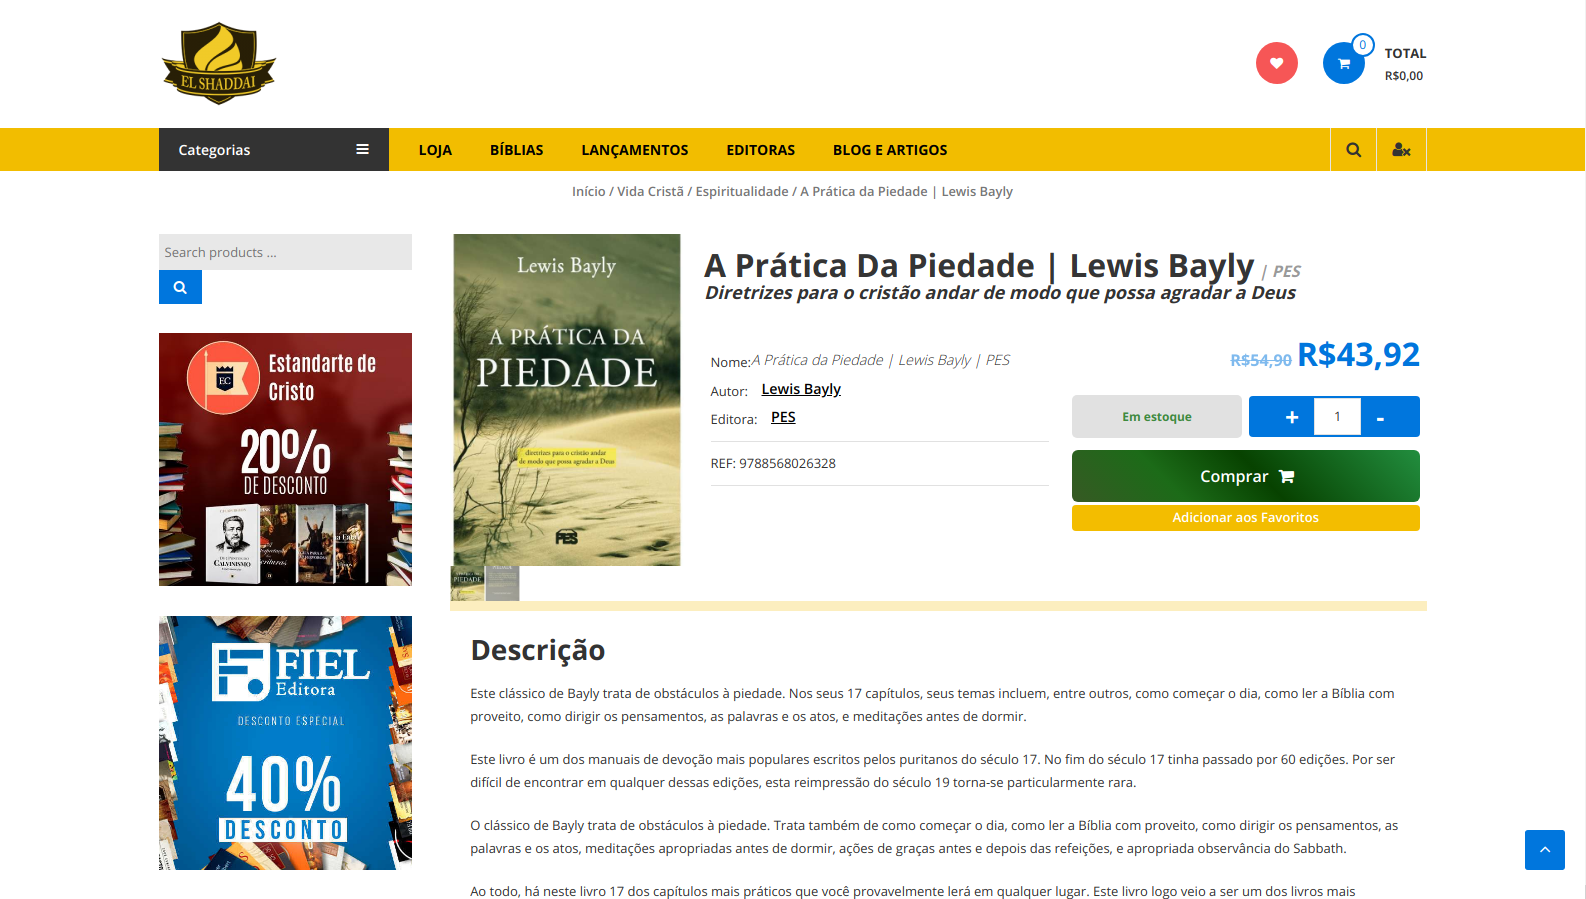 EL SHADDAI
0
TOTAL
R$0,00
Categorias
LOJA
BÍBLIAS
LANÇAMENTOS
EDITORAS
BLOG E ARTIGOS
Início / Vida Cristã / Espiritualidade / A Prática da Piedade | Lewis Bayly
Search products ...
Estandarte de
Cristo
EC
20%
DE DESCONTO
CALVINISMO
FIEL
Editora
DESCONTO ESPECIAL
40%
DESCONTO
Lewis Bayly
A PRÁTICA DA
PIEDADE
diretrizes para o cristão andar
de modo que possa agradar a Deus
PES
PIEDADE
A Prática Da Piedade | Lewis Bayly | PES
Diretrizes para o cristão andar de modo que possa agradar a Deus
Nome:A Prática da Piedade | Lewis Bayly | PES
Autor: Lewis Bayly
Editora: PES
REF: 9788568026328
R$54,90 R$43,92
Em estoque
+ 1 -
Comprar
Adicionar aos Favoritos
Descrição
Este clássico de Bayly trata de obstáculos à piedade. Nos seus 17 capítulos, seus temas incluem, entre outros, como começar o dia, como ler a Bíblia com
proveito, como dirigir os pensamentos, as palavras e os atos, e meditações antes de dormir.
Este livro é um dos manuais de devoção mais populares escritos pelos puritanos do século 17. No fim do século 17 tinha passado por 60 edições. Por ser
difícil de encontrar em qualquer dessas edições, esta reimpressão do século 19 torna-se particularmente rara.
O clássico de Bayly trata de obstáculos à piedade. Trata também de como começar o dia, como ler a Bíblia com proveito, como dirigir os pensamentos, as
palavras e os atos, meditações apropriadas antes de dormir, ações de graças antes e depois das refeições, e apropriada observância do Sabbath.
Ao todo, há neste livro 17 dos capítulos mais práticos que você provavelmente lerá em qualquer lugar. Este livro logo veio a ser um dos livros mais